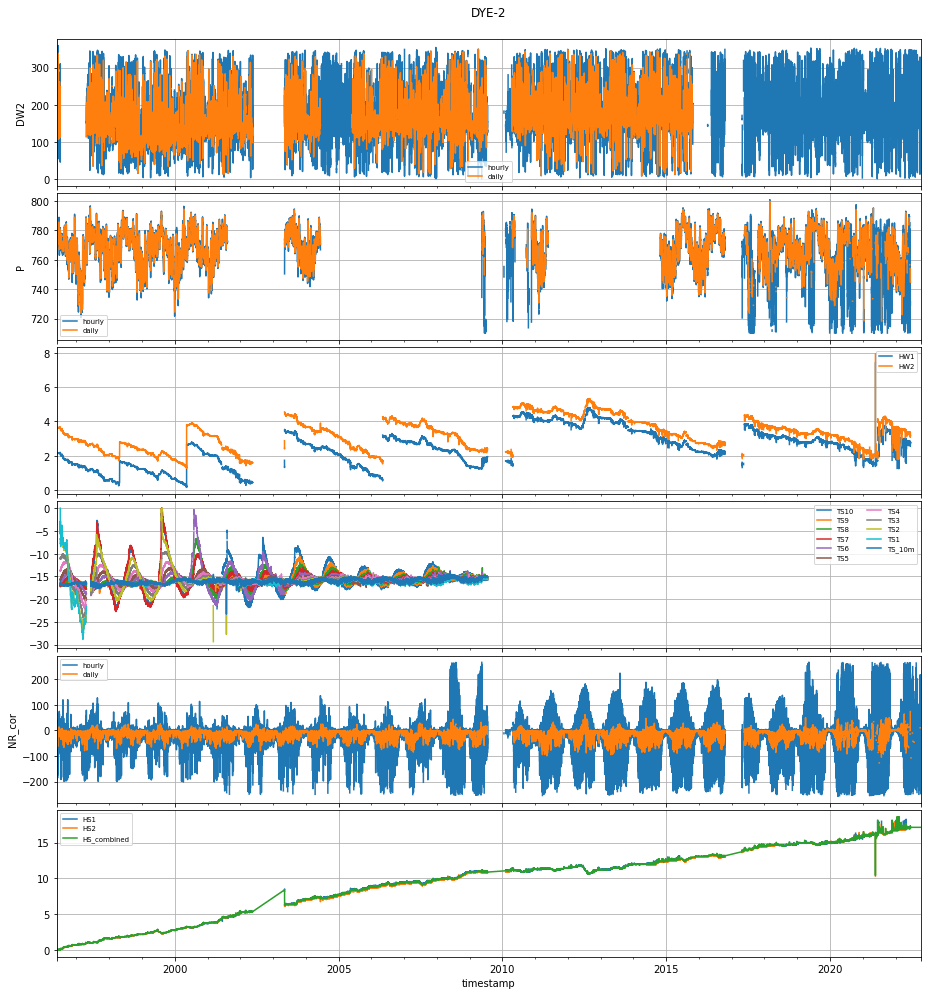 DYE-2
DW2
300
200
100
0
hourly
daily
P
800
780
760
740
720
hourly
daily
8
6
4
2
0
HW1
HW2
0
−5
−10
−15
−20
−25
−30
TS10 TS4
TS9 TS3
TS8 TS2
TS7 TS1
TS6 TS_10m
TS5
NR_cor
200
100
0
−100
−200
hourly
daily
15
10
5
0
HS1
HS2
HS_combined
2000 2005 2010 2015 2020
timestamp